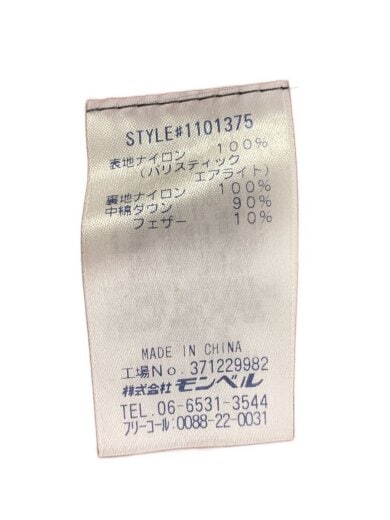 STYLE#1101375
表地ナイロン 100%
(バリスティック
エアライト)
裏地ナイロン 100%
中綿ダウン 90%
フェザー 10%
MADE IN CHINA
工場No.371229982
株式会社 モンベル
TEL.06-6531-3544
フリーコール:0088-22-0031